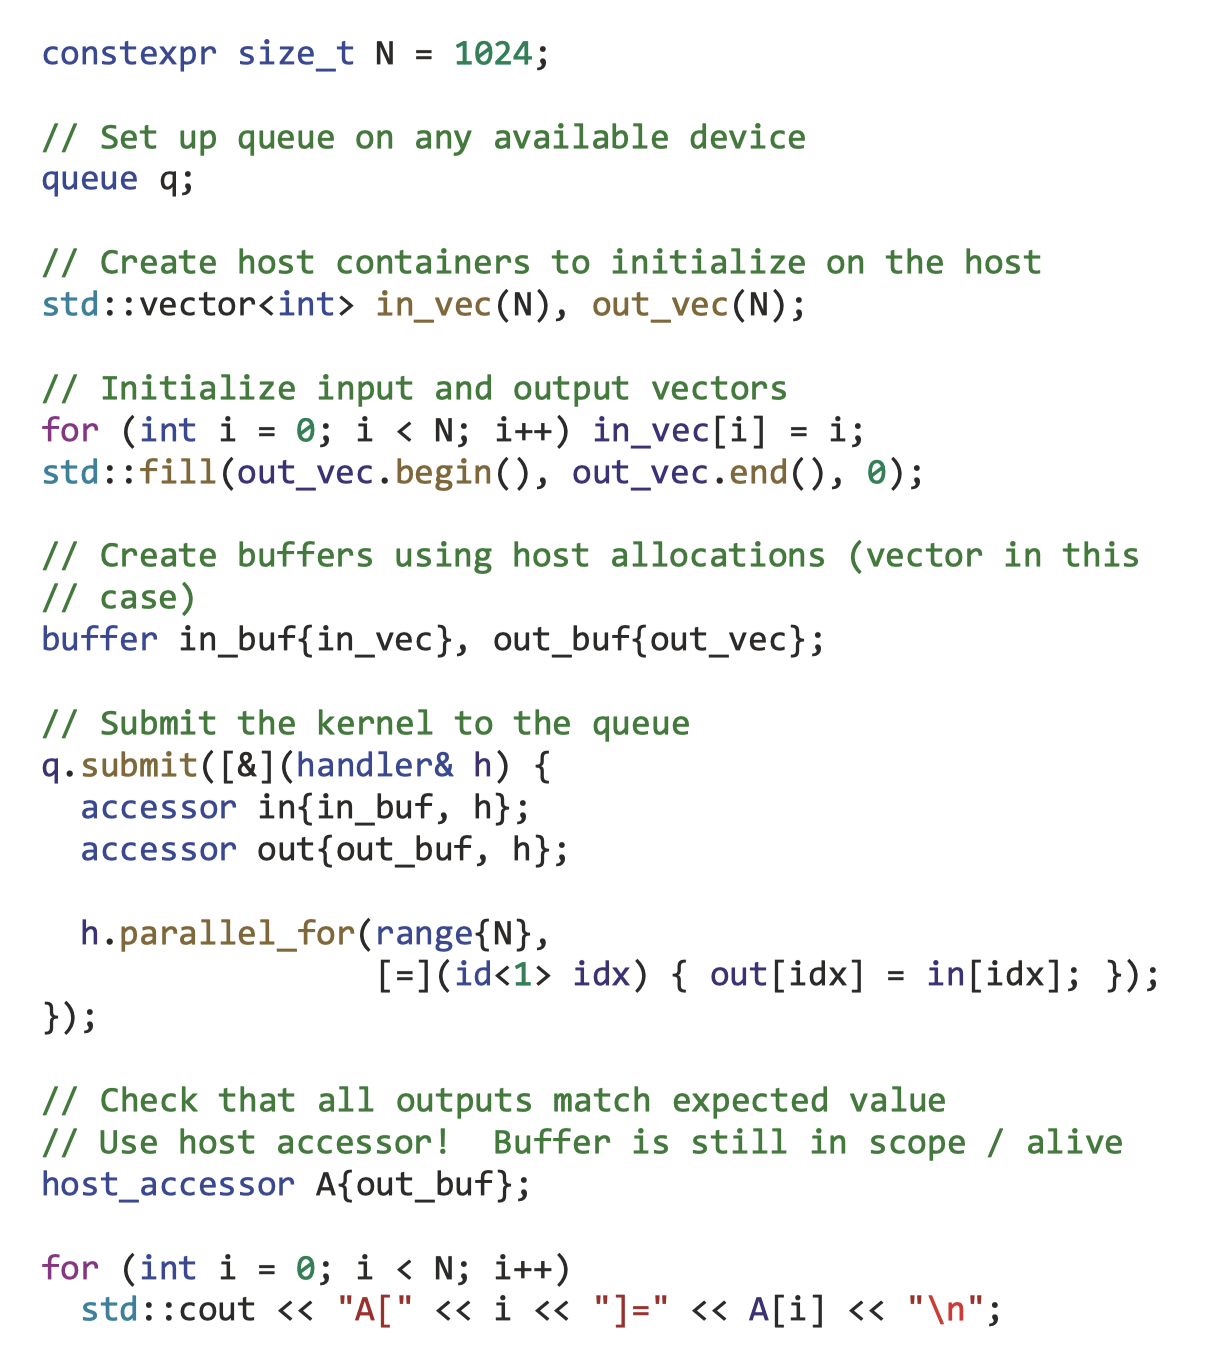 constexpr size_t N = 1024;

// Set up queue on any available device
queue q;

// Create host containers to initialize on the host
std::vector<int> in_vec(N), out_vec(N);

// Initialize input and output vectors
for (int i = 0; i < N; i++) in_vec[i] = i;
std::fill(out_vec.begin(), out_vec.end(), 0);

// Create buffers using host allocations (vector in this
// case)
buffer in_buf{in_vec}, out_buf{out_vec};

// Submit the kernel to the queue
q.submit([&](handler& h) {
  accessor in{in_buf, h};
  accessor out{out_buf, h};

  h.parallel_for(range{N},
                 [=](id<1> idx) { out[idx] = in[idx]; });
});

// Check that all outputs match expected value
// Use host accessor!  Buffer is still in scope / alive
host_accessor A{out_buf};

for (int i = 0; i < N; i++)
  std::cout << "A[" << i << "]=" << A[i] << "\n";